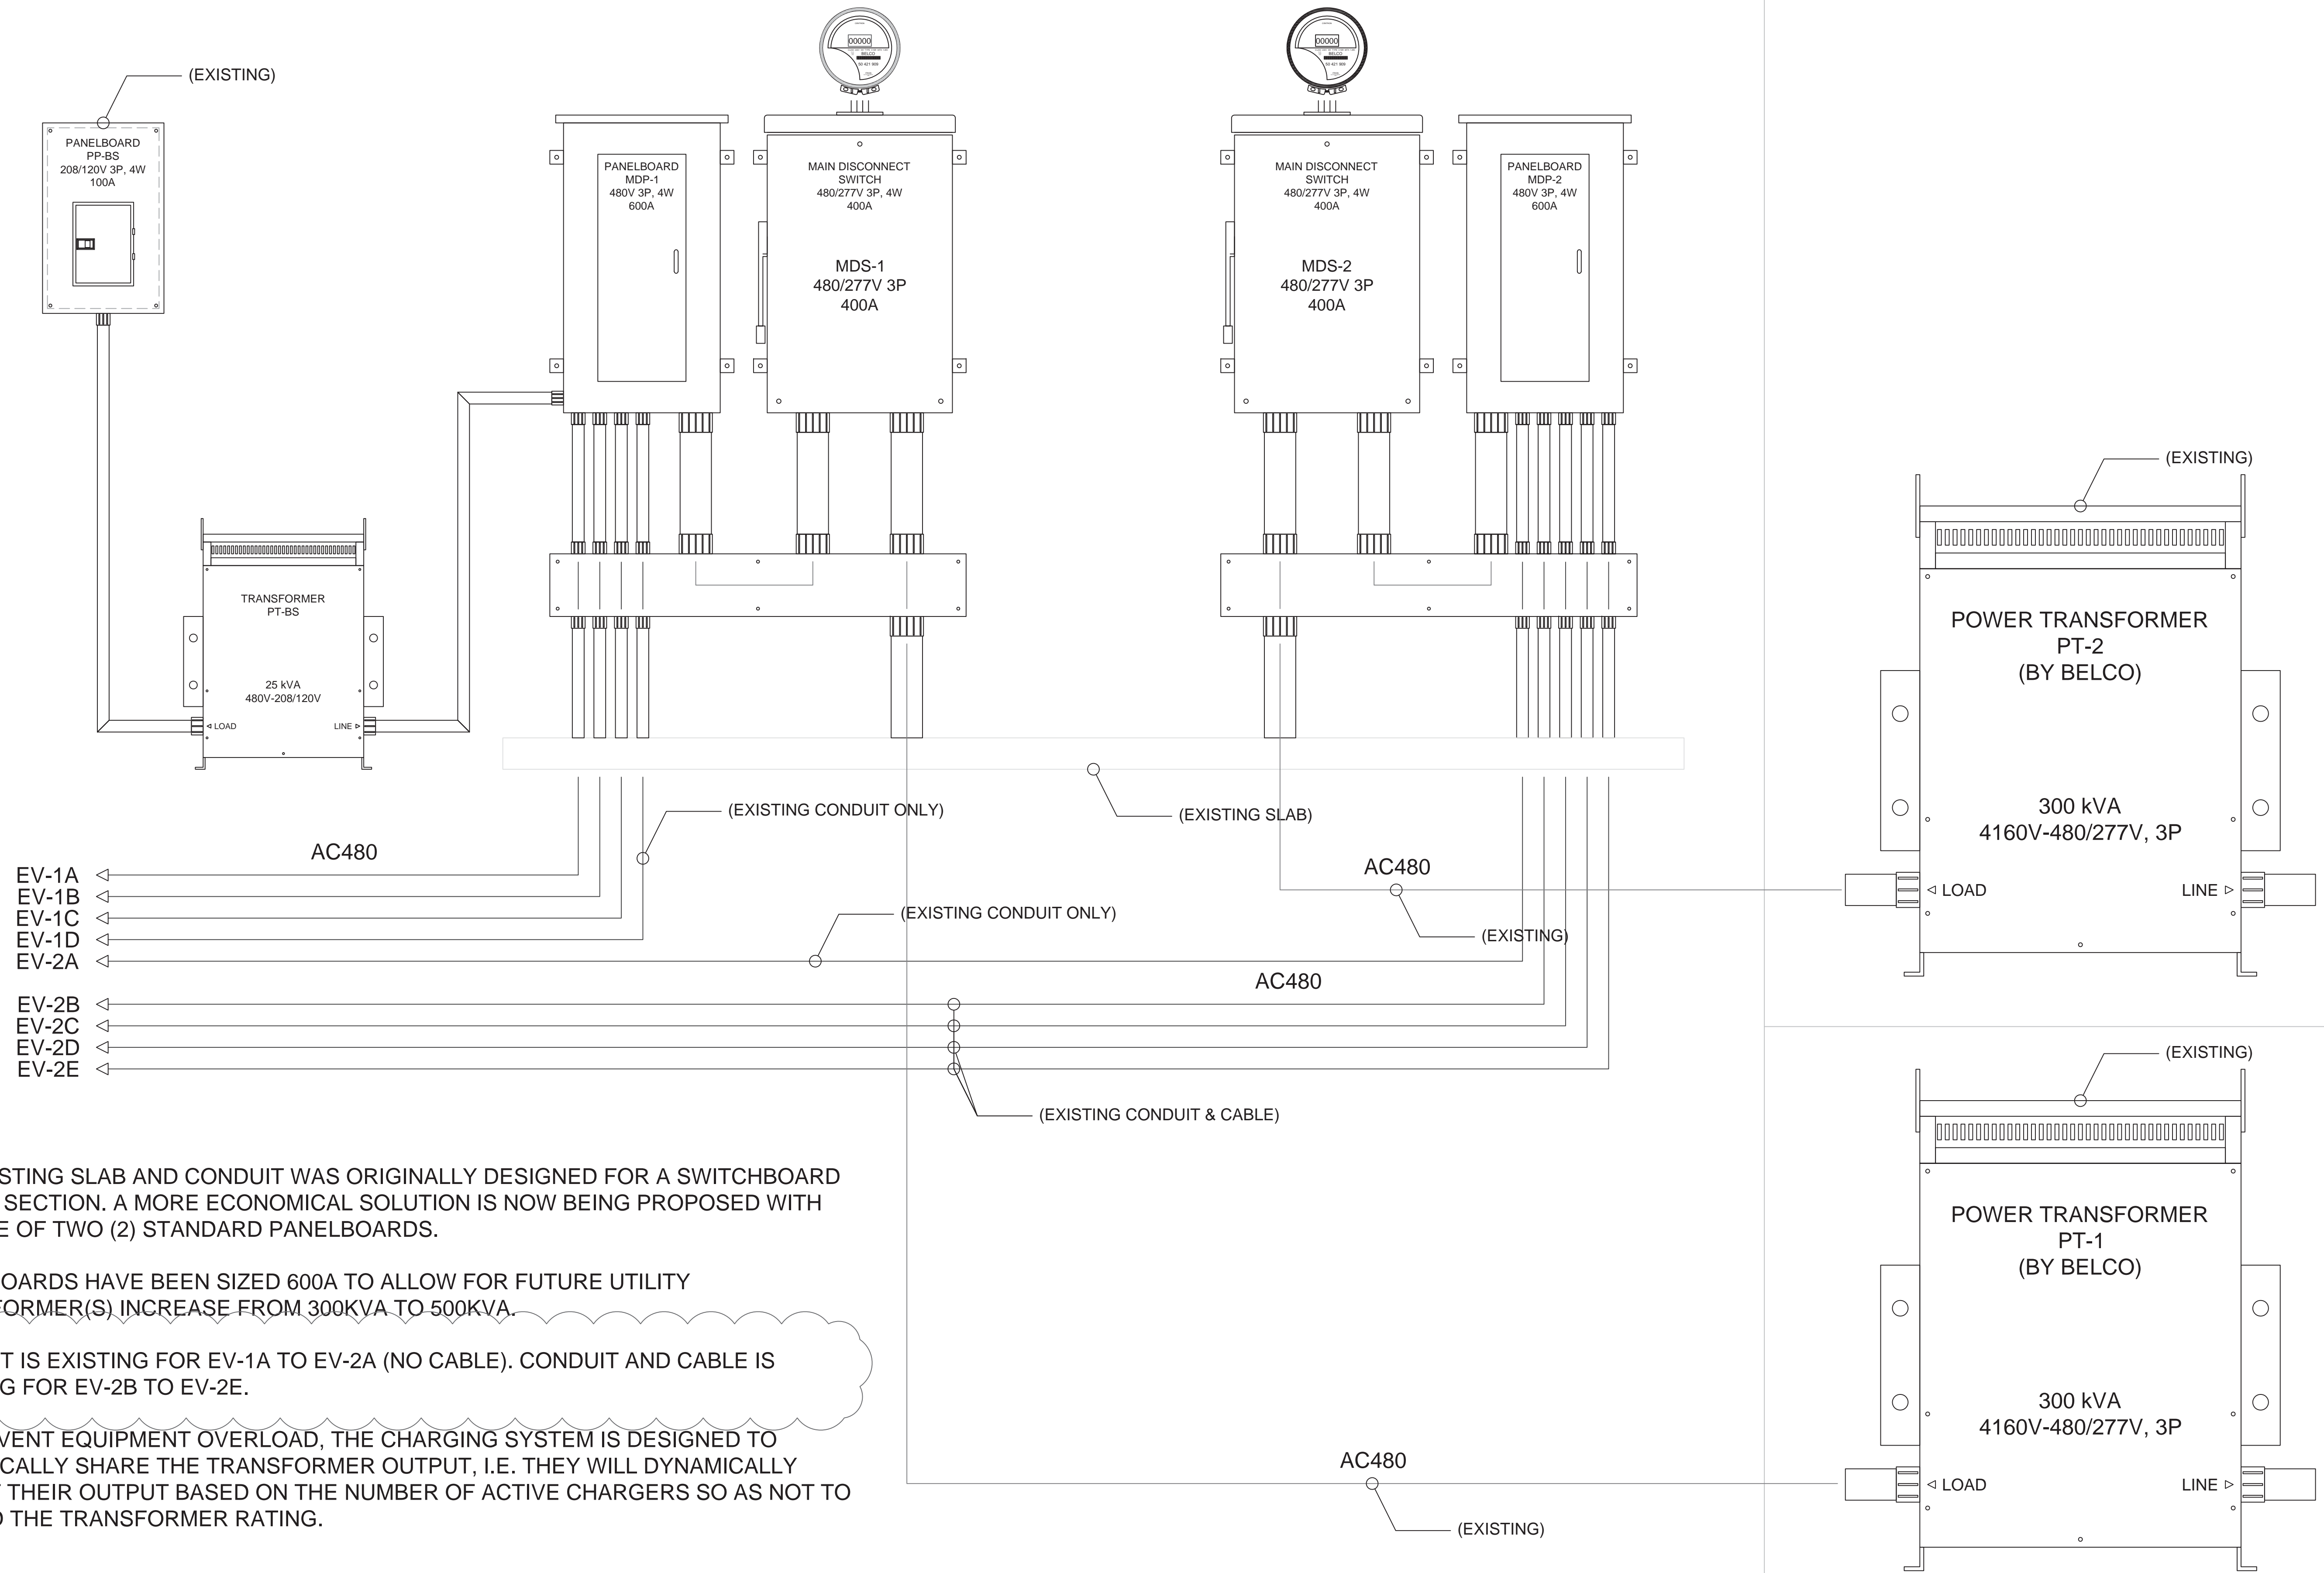 (EXISTING)
PANELBOARD
PP-BS
208/120V 3P, 4W
100A
TRANSFORMER
PT-BS
25 kVA
480V-208/120V
LOAD
LINE
PANELBOARD
MDP-1
480V 3P, 4W
600A
00000
BELCO
MAIN DISCONNECT
SWITCH
480/277V 3P, 4W
400A
MDS-1
480/277V 3P
400A
00000
BELCO
MAIN DISCONNECT
SWITCH
480/277V 3P, 4W
400A
MDS-2
480/277V 3P
400A
PANELBOARD
MDP-2
480V 3P, 4W
600A
(EXISTING)
POWER TRANSFORMER
PT-2
(BY BELCO)
300 kVA
4160V-480/277V, 3P
LOAD
LINE
(EXISTING CONDUIT ONLY)
(EXISTING SLAB)
AC480
AC480
EV-1A
EV-1B
EV-1C
EV-1D
EV-2A
(EXISTING CONDUIT ONLY)
(EXISTING)
AC480
EV-2B
EV-2C
EV-2D
EV-2E
(EXISTING CONDUIT & CABLE)
(EXISTING)
POWER TRANSFORMER
PT-1
(BY BELCO)
300 kVA
4160V-480/277V, 3P
LOAD
LINE
AC480
(EXISTING)
STING SLAB AND CONDUIT WAS ORIGINALLY DESIGNED FOR A SWITCHBOARD
SECTION. A MORE ECONOMICAL SOLUTION IS NOW BEING PROPOSED WITH
E OF TWO (2) STANDARD PANELBOARDS.
OARDS HAVE BEEN SIZED 600A TO ALLOW FOR FUTURE UTILITY
FORMER(S) INCREASE FROM 300KVA TO 500KVA.
T IS EXISTING FOR EV-1A TO EV-2A (NO CABLE). CONDUIT AND CABLE IS
G FOR EV-2B TO EV-2E.
VENT EQUIPMENT OVERLOAD, THE CHARGING SYSTEM IS DESIGNED TO
CALLY SHARE THE TRANSFORMER OUTPUT, I.E. THEY WILL DYNAMICALLY
THEIR OUTPUT BASED ON THE NUMBER OF ACTIVE CHARGERS SO AS NOT TO
THE TRANSFORMER RATING.